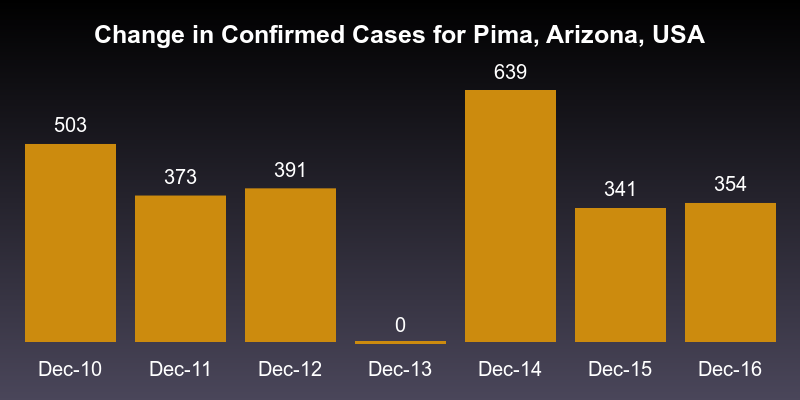 Change in Confirmed Cases for Pima, Arizona, USA
503
373
391
0
639
341
354
Dec-10
Dec-11
Dec-12
Dec-13
Dec-14
Dec-15
Dec-16